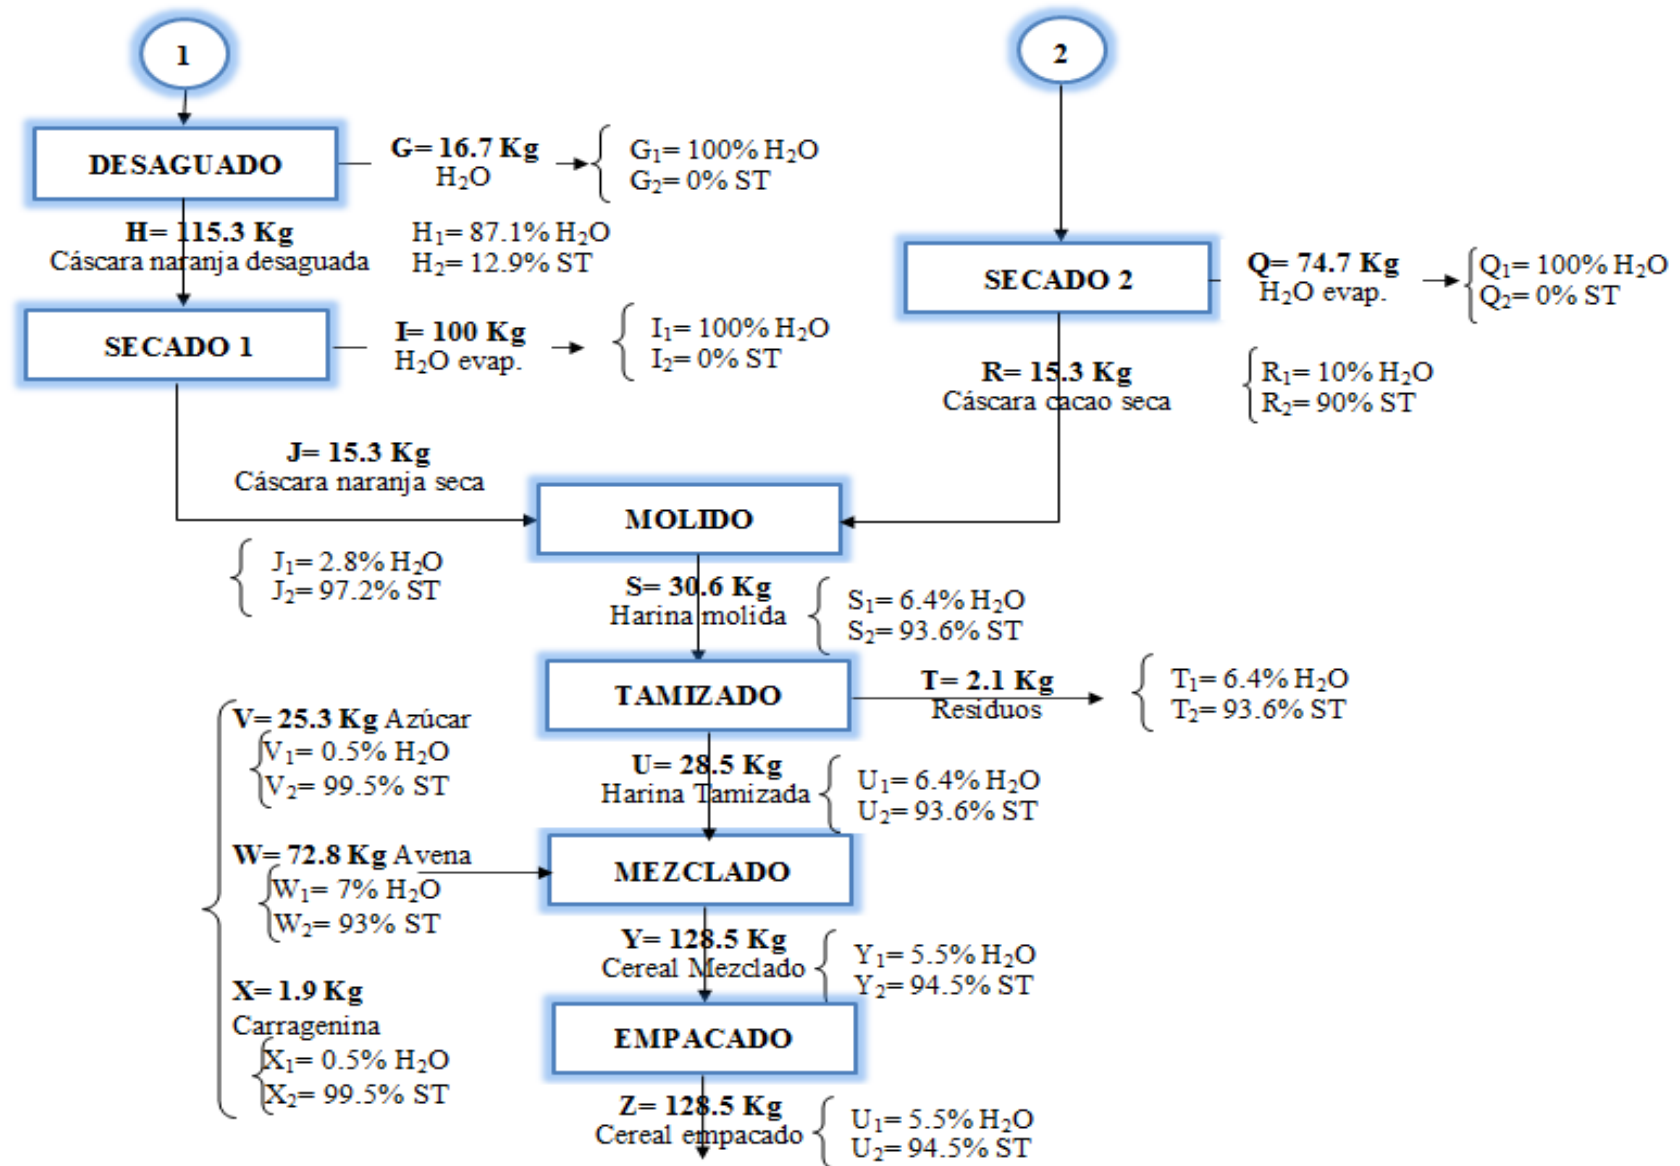 1
2
DESAGUADO
G= 16.7 Kg
H₂O
G₁= 100% H₂O
G₂= 0% ST
H= 115.3 Kg
Cáscara naranja desaguada
H₁= 87.1% H₂O
H₂= 12.9% ST
SECADO 2
Q= 74.7 Kg
H₂O evap.
Q₁= 100% H₂O
Q₂= 0% ST
SECADO 1
I= 100 Kg
H₂O evap.
I₁= 100% H₂O
I₂= 0% ST
R= 15.3 Kg
Cáscara cacao seca
R₁= 10% H₂O
R₂= 90% ST
J= 15.3 Kg
Cáscara naranja seca
MOLIDO
J₁= 2.8% H₂O
J₂= 97.2% ST
S= 30.6 Kg
Harina molida
S₁= 6.4% H₂O
S₂= 93.6% ST
TAMIZADO
T= 2.1 Kg
Residuos
T₁= 6.4% H₂O
T₂= 93.6% ST
V= 25.3 Kg Azúcar
V₁= 0.5% H₂O
V₂= 99.5% ST
U= 28.5 Kg
Harina Tamizada
U₁= 6.4% H₂O
U₂= 93.6% ST
W= 72.8 Kg Avena
W₁= 7% H₂O
W₂= 93% ST
MEZCLADO
Y= 128.5 Kg
Cereal Mezclado
Y₁= 5.5% H₂O
Y₂= 94.5% ST
X= 1.9 Kg
Carragenina
X₁= 0.5% H₂O
X₂= 99.5% ST
EMPACADO
Z= 128.5 Kg
Cereal empacado
U₁= 5.5% H₂O
U₂= 94.5% ST